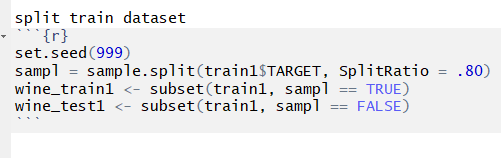 split train dataset
```{r}
set.seed(999)
sampl = sample.split(train1$TARGET, SplitRatio = .80)
wine_train1 <- subset(train1, sampl == TRUE)
wine_test1 <- subset(train1, sampl == FALSE)
```